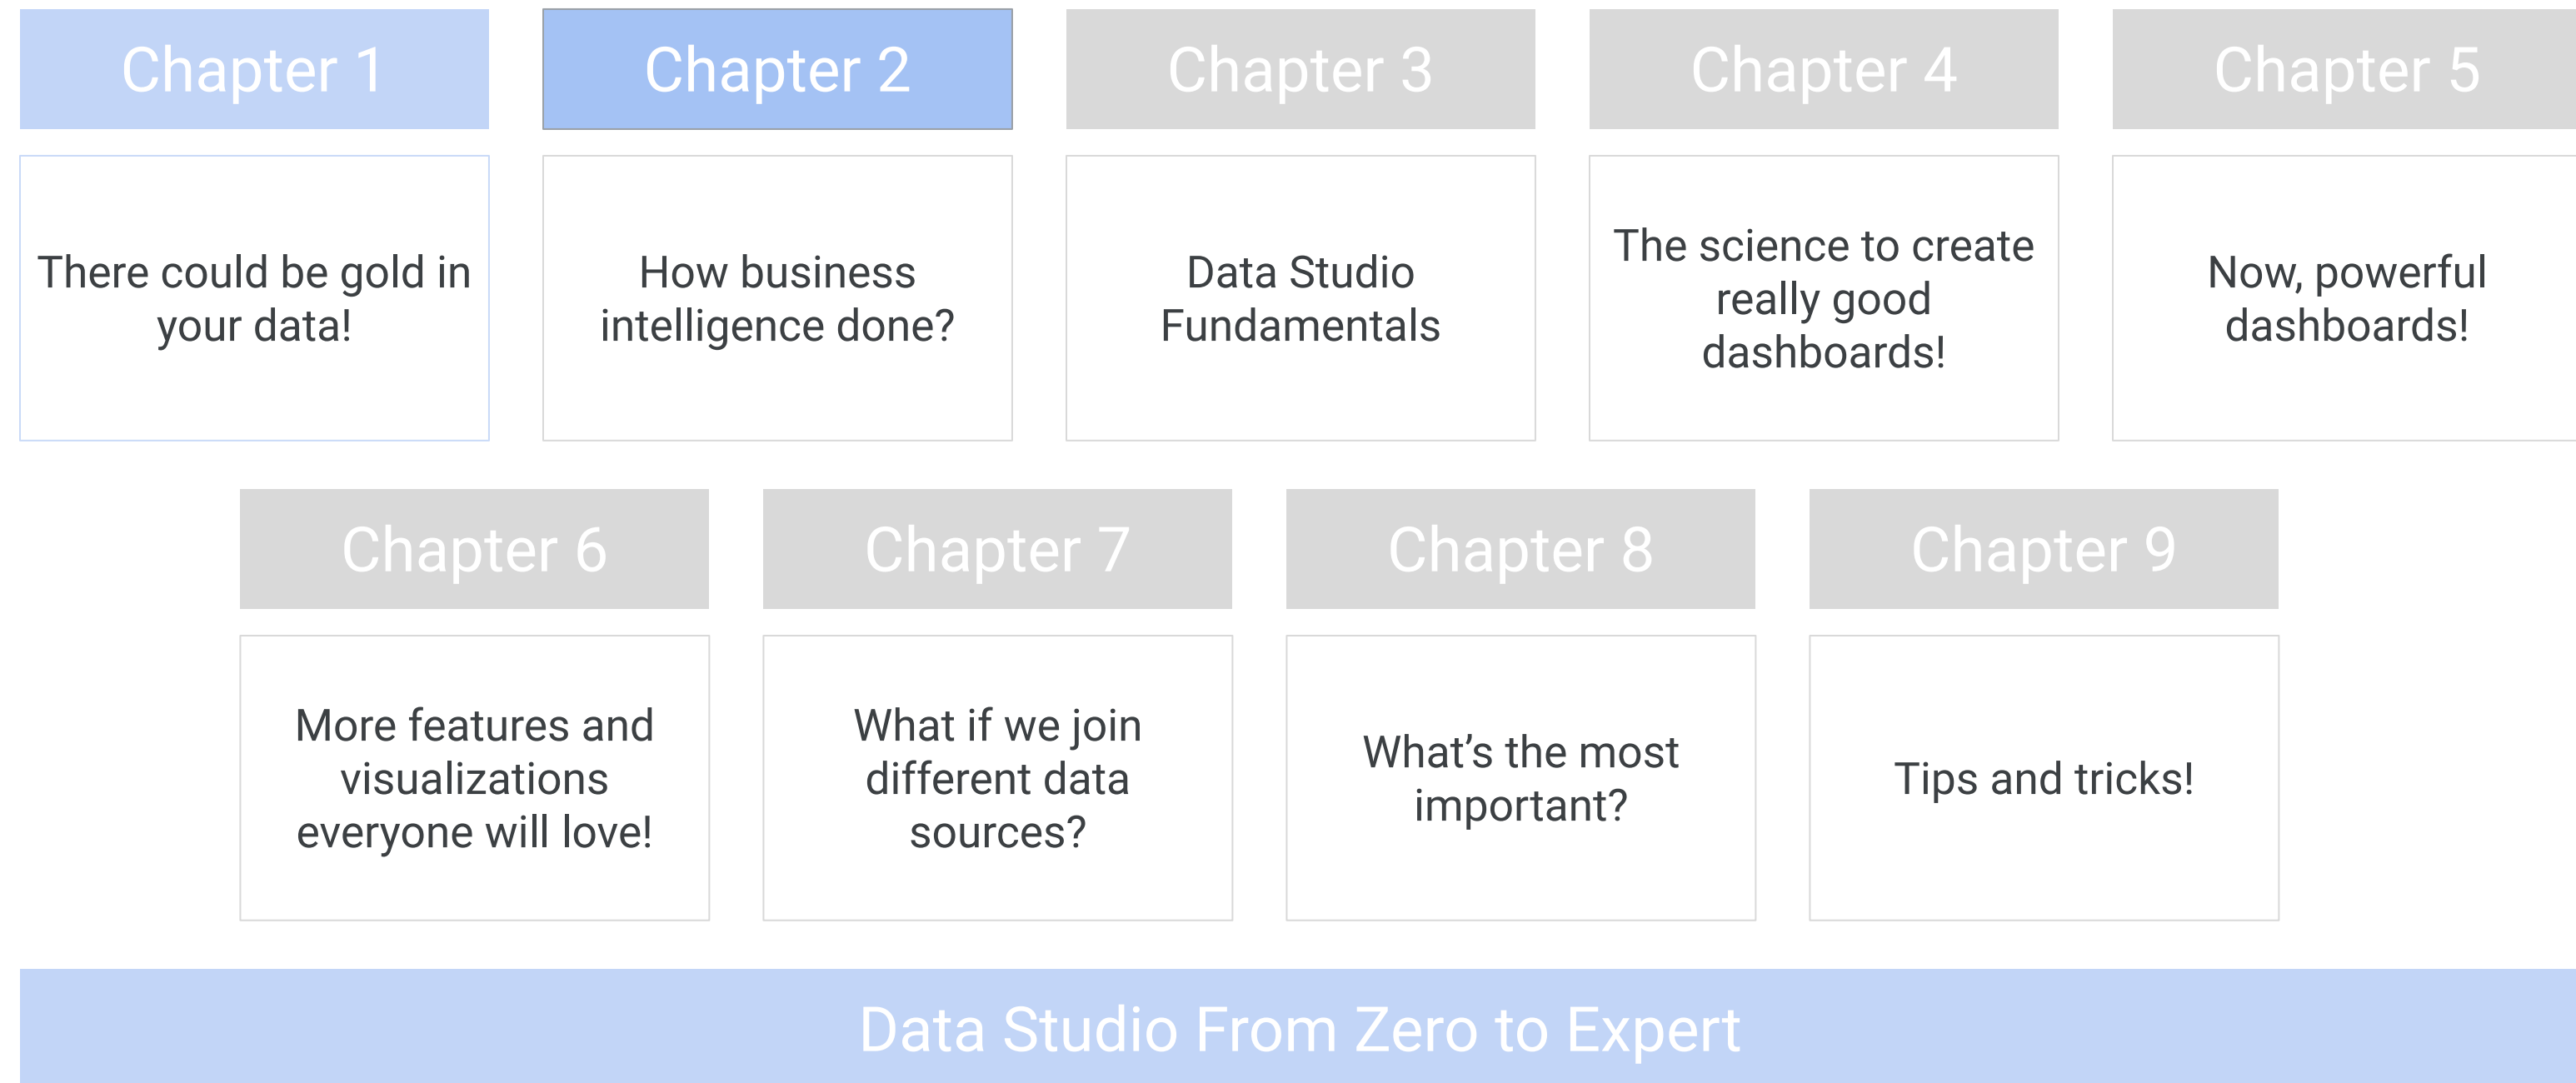 Chapter 1
There could be gold in
your data!
Chapter 2
How business
intelligence done?
Chapter 3
Data Studio
Fundamentals
Chapter 4
The science to create
really good
dashboards!
Chapter 5
Now, powerful
dashboards!
Chapter 6
More features and
visualizations
everyone will love!
Chapter 7
What if we join
different data
sources?
Chapter 8
What’s the most
important?
Chapter 9
Tips and tricks!
Data Studio From Zero to Expert